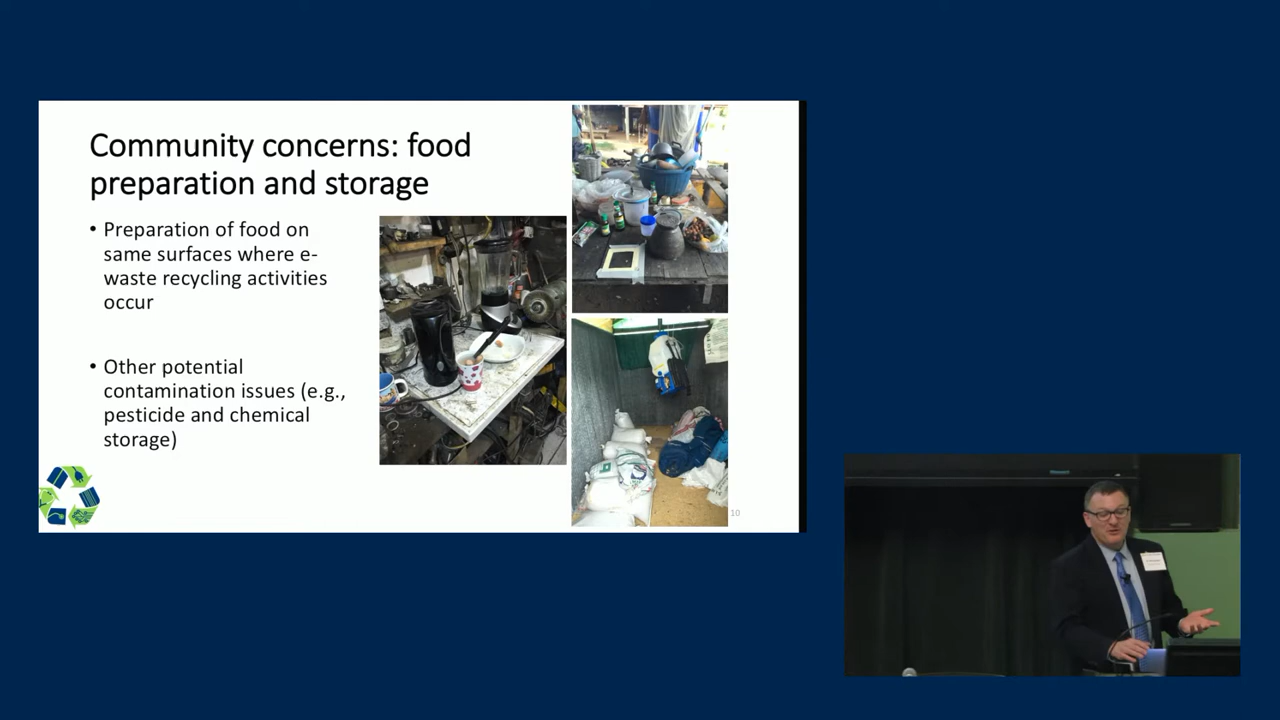 Community concerns: food
preparation and storage
• Preparation of food on
same surfaces where e-
waste recycling activities
occur
• Other potential
contamination issues (e.g.,
pesticide and chemical
storage)
10